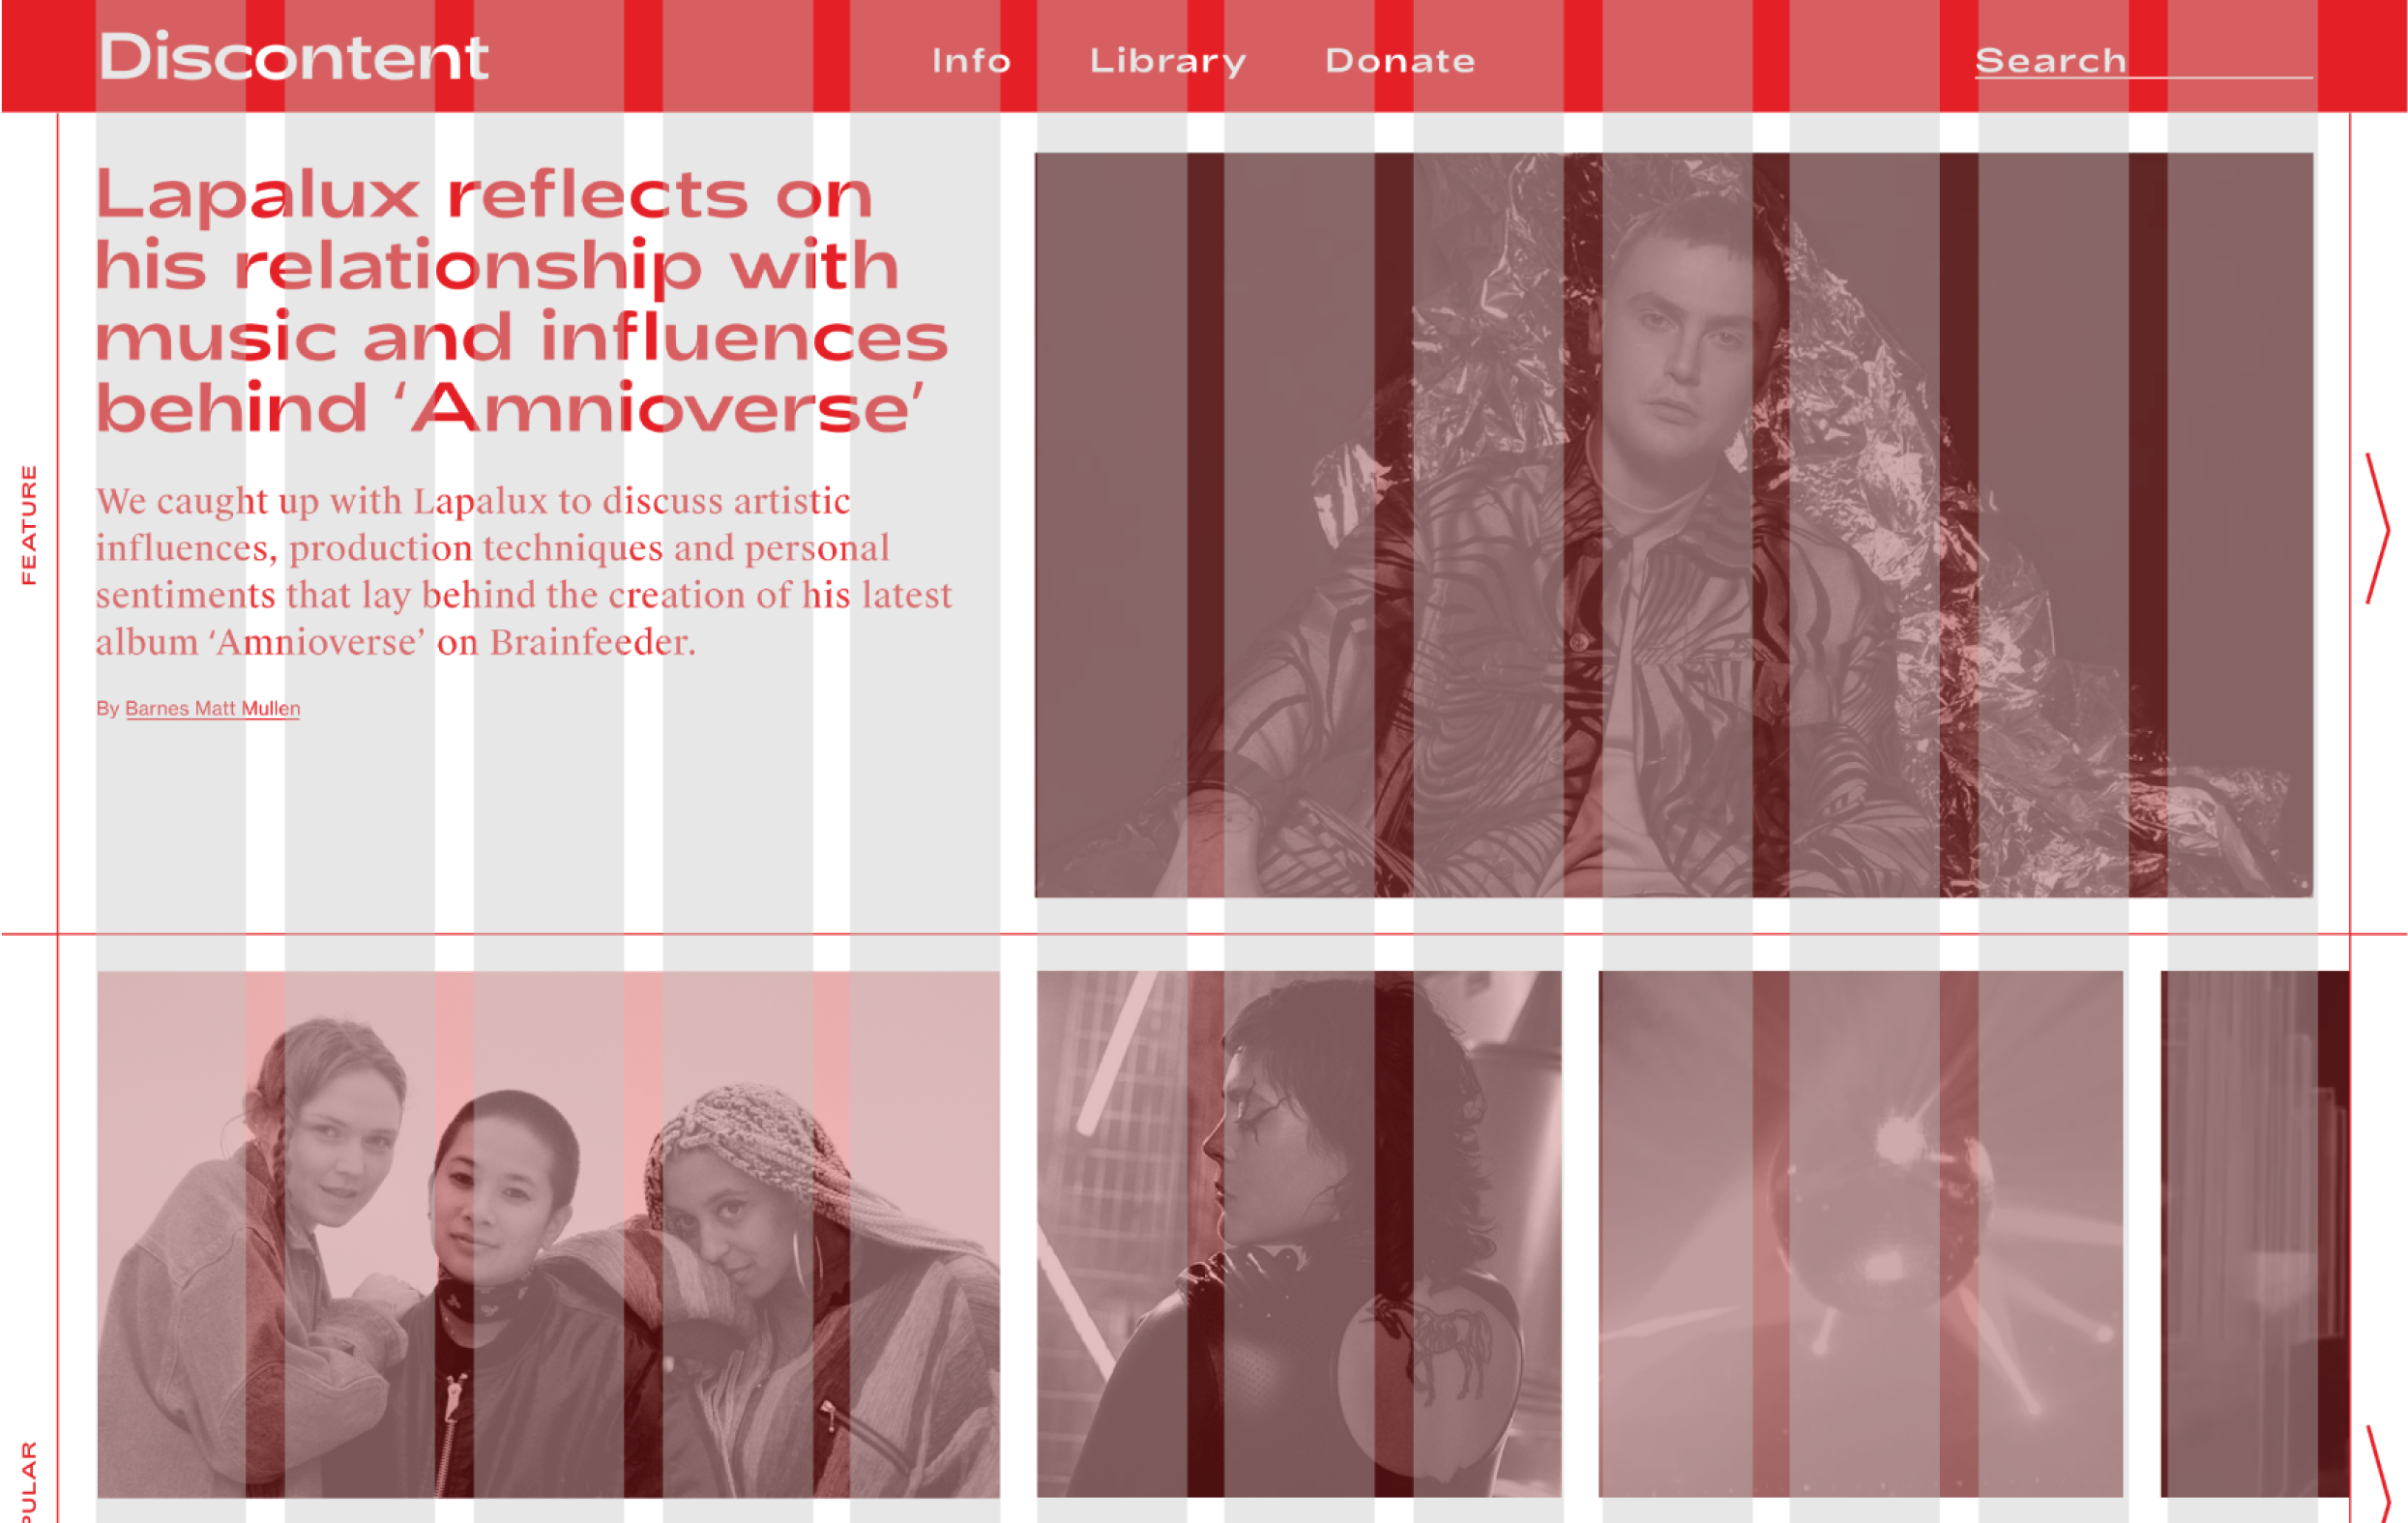 Discontent
Info
Library
Donate
Search
FEATURE
Lapalux reflects on
his relationship with
music and influences
behind ‘Amnioverse’
We caught up with Lapalux to discuss artistic
influences, production techniques and personal
sentiments that lay behind the creation of his latest
album ‘Amnioverse’ on Brainfeeder.
By Barnes Matt Mullen
PULAR